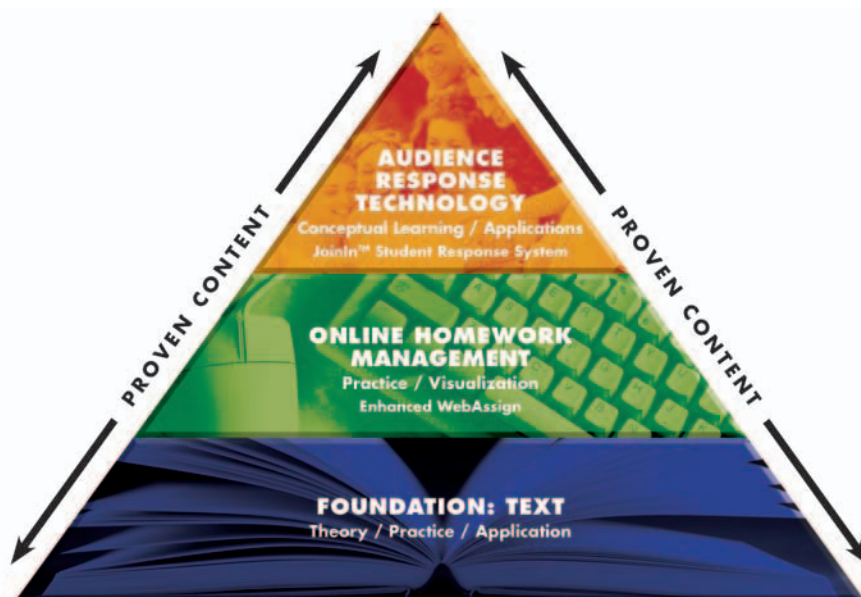 PROVEN CONTENT
PROVEN CONTENT
AUDIENCE
RESPONSE
TECHNOLOGY
Conceptual Learning / Applications
JoinIn™ Student Response System
ONLINE HOMEWORK
MANAGEMENT
Practice / Visualization
Enhanced WebAssign
FOUNDATION: TEXT
Theory / Practice / Application